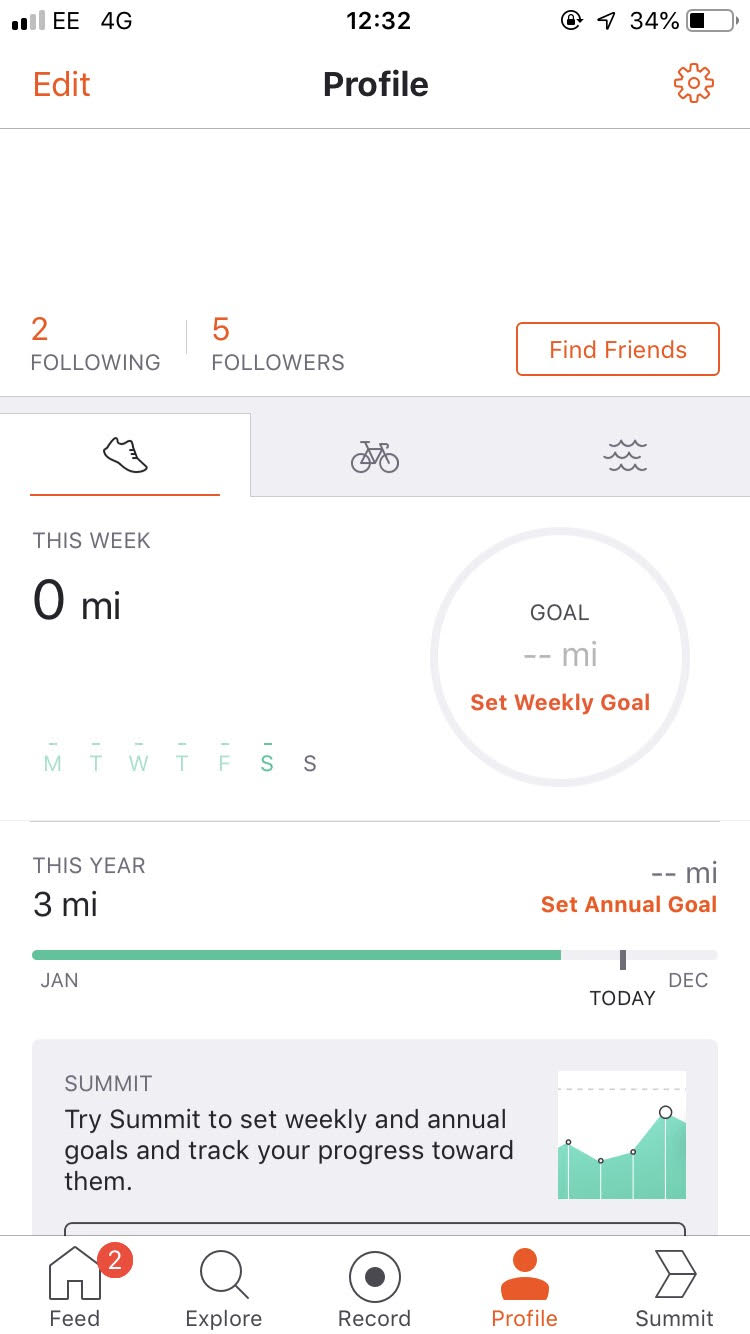 EE 4G 12:32 34%
Edit Profile
2 5
FOLLOWING FOLLOWERS Find Friends
THIS WEEK
0 mi
GOAL
-- mi
Set Weekly Goal
M T W T F S S
THIS YEAR -- mi
3 mi Set Annual Goal
JAN DEC
TODAY
SUMMIT
Try Summit to set weekly and annual
goals and track your progress toward
them.
2
Feed Explore Record Profile Summit